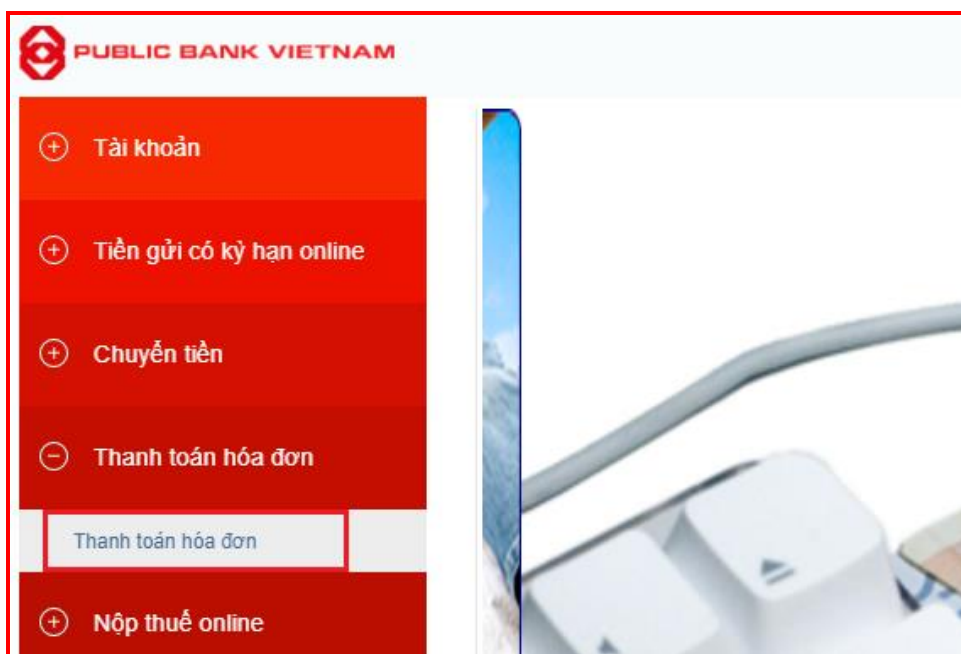 PUBLIC BANK VIETNAM
Tài khoản
Tiền gửi có kỳ hạn online
Chuyển tiền
Thanh toán hóa đơn
Thanh toán hóa đơn
Nộp thuế online